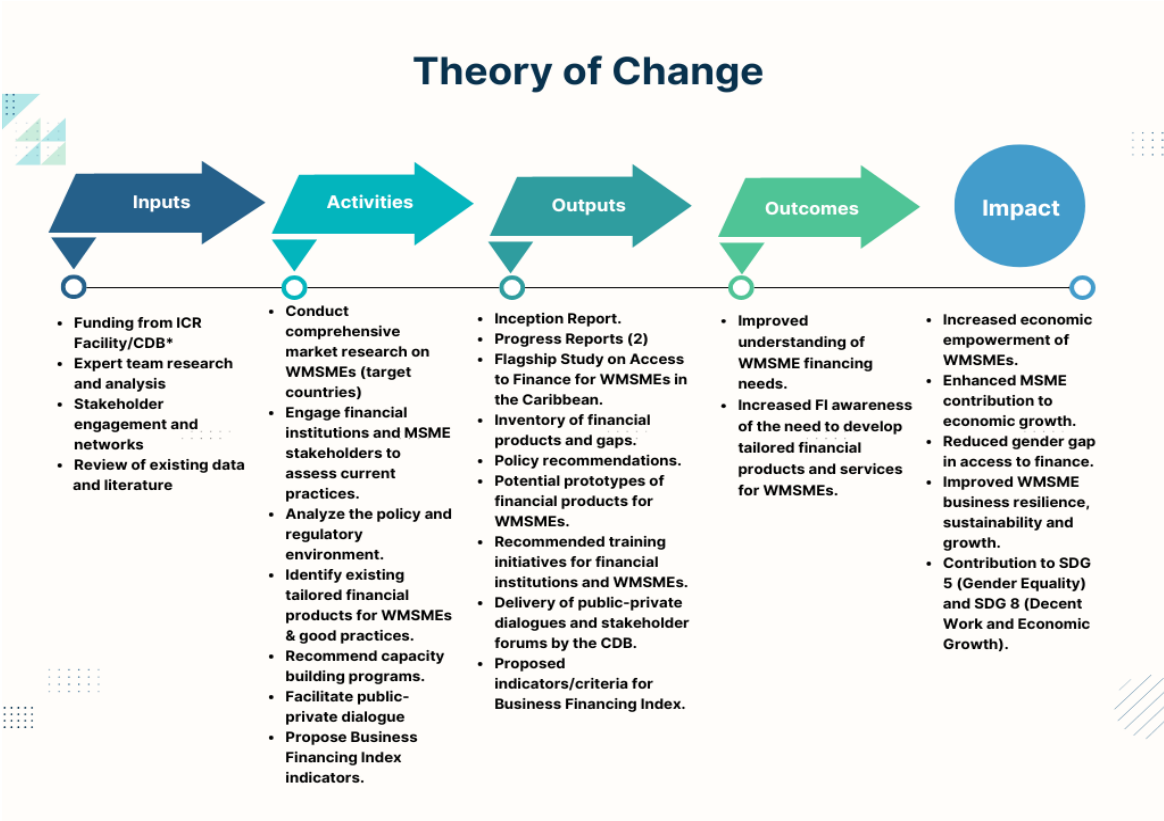 Theory of Change
Inputs
Activities
Outputs
Outcomes
Impact
• Funding from ICR
Facility/CDB*
• Expert team research
and analysis
• Stakeholder
engagement and
networks
• Review of existing data
and literature
• Conduct
comprehensive
market research on
WMSMEs (target
countries)
• Engage financial
institutions and MSME
stakeholders to
assess current
practices.
• Analyze the policy and
regulatory
environment.
• Identify existing
tailored financial
products for WMSMEs
& good practices.
• Recommend capacity
building programs.
• Facilitate public-
private dialogue
• Propose Business
Financing Index
indicators.
• Inception Report.
• Progress Reports (2)
• Flagship Study on Access
to Finance for WMSMEs in
the Caribbean.
• Inventory of financial
products and gaps.
• Policy recommendations.
• Potential prototypes of
financial products for
WMSMEs.
• Recommended training
initiatives for financial
institutions and WMSMEs.
• Delivery of public-private
dialogues and stakeholder
forums by the CDB.
• Proposed
indicators/criteria for
Business Financing Index.
• Improved
understanding of
WMSME financing
needs.
• Increased FI awareness
of the need to develop
tailored financial
products and services
for WMSMEs.
• Increased economic
empowerment of
WMSMEs.
• Enhanced MSME
contribution to
economic growth.
• Reduced gender gap
in access to finance.
• Improved WMSME
business resilience,
sustainability and
growth.
• Contribution to SDG
5 (Gender Equality)
and SDG 8 (Decent
Work and Economic
Growth).